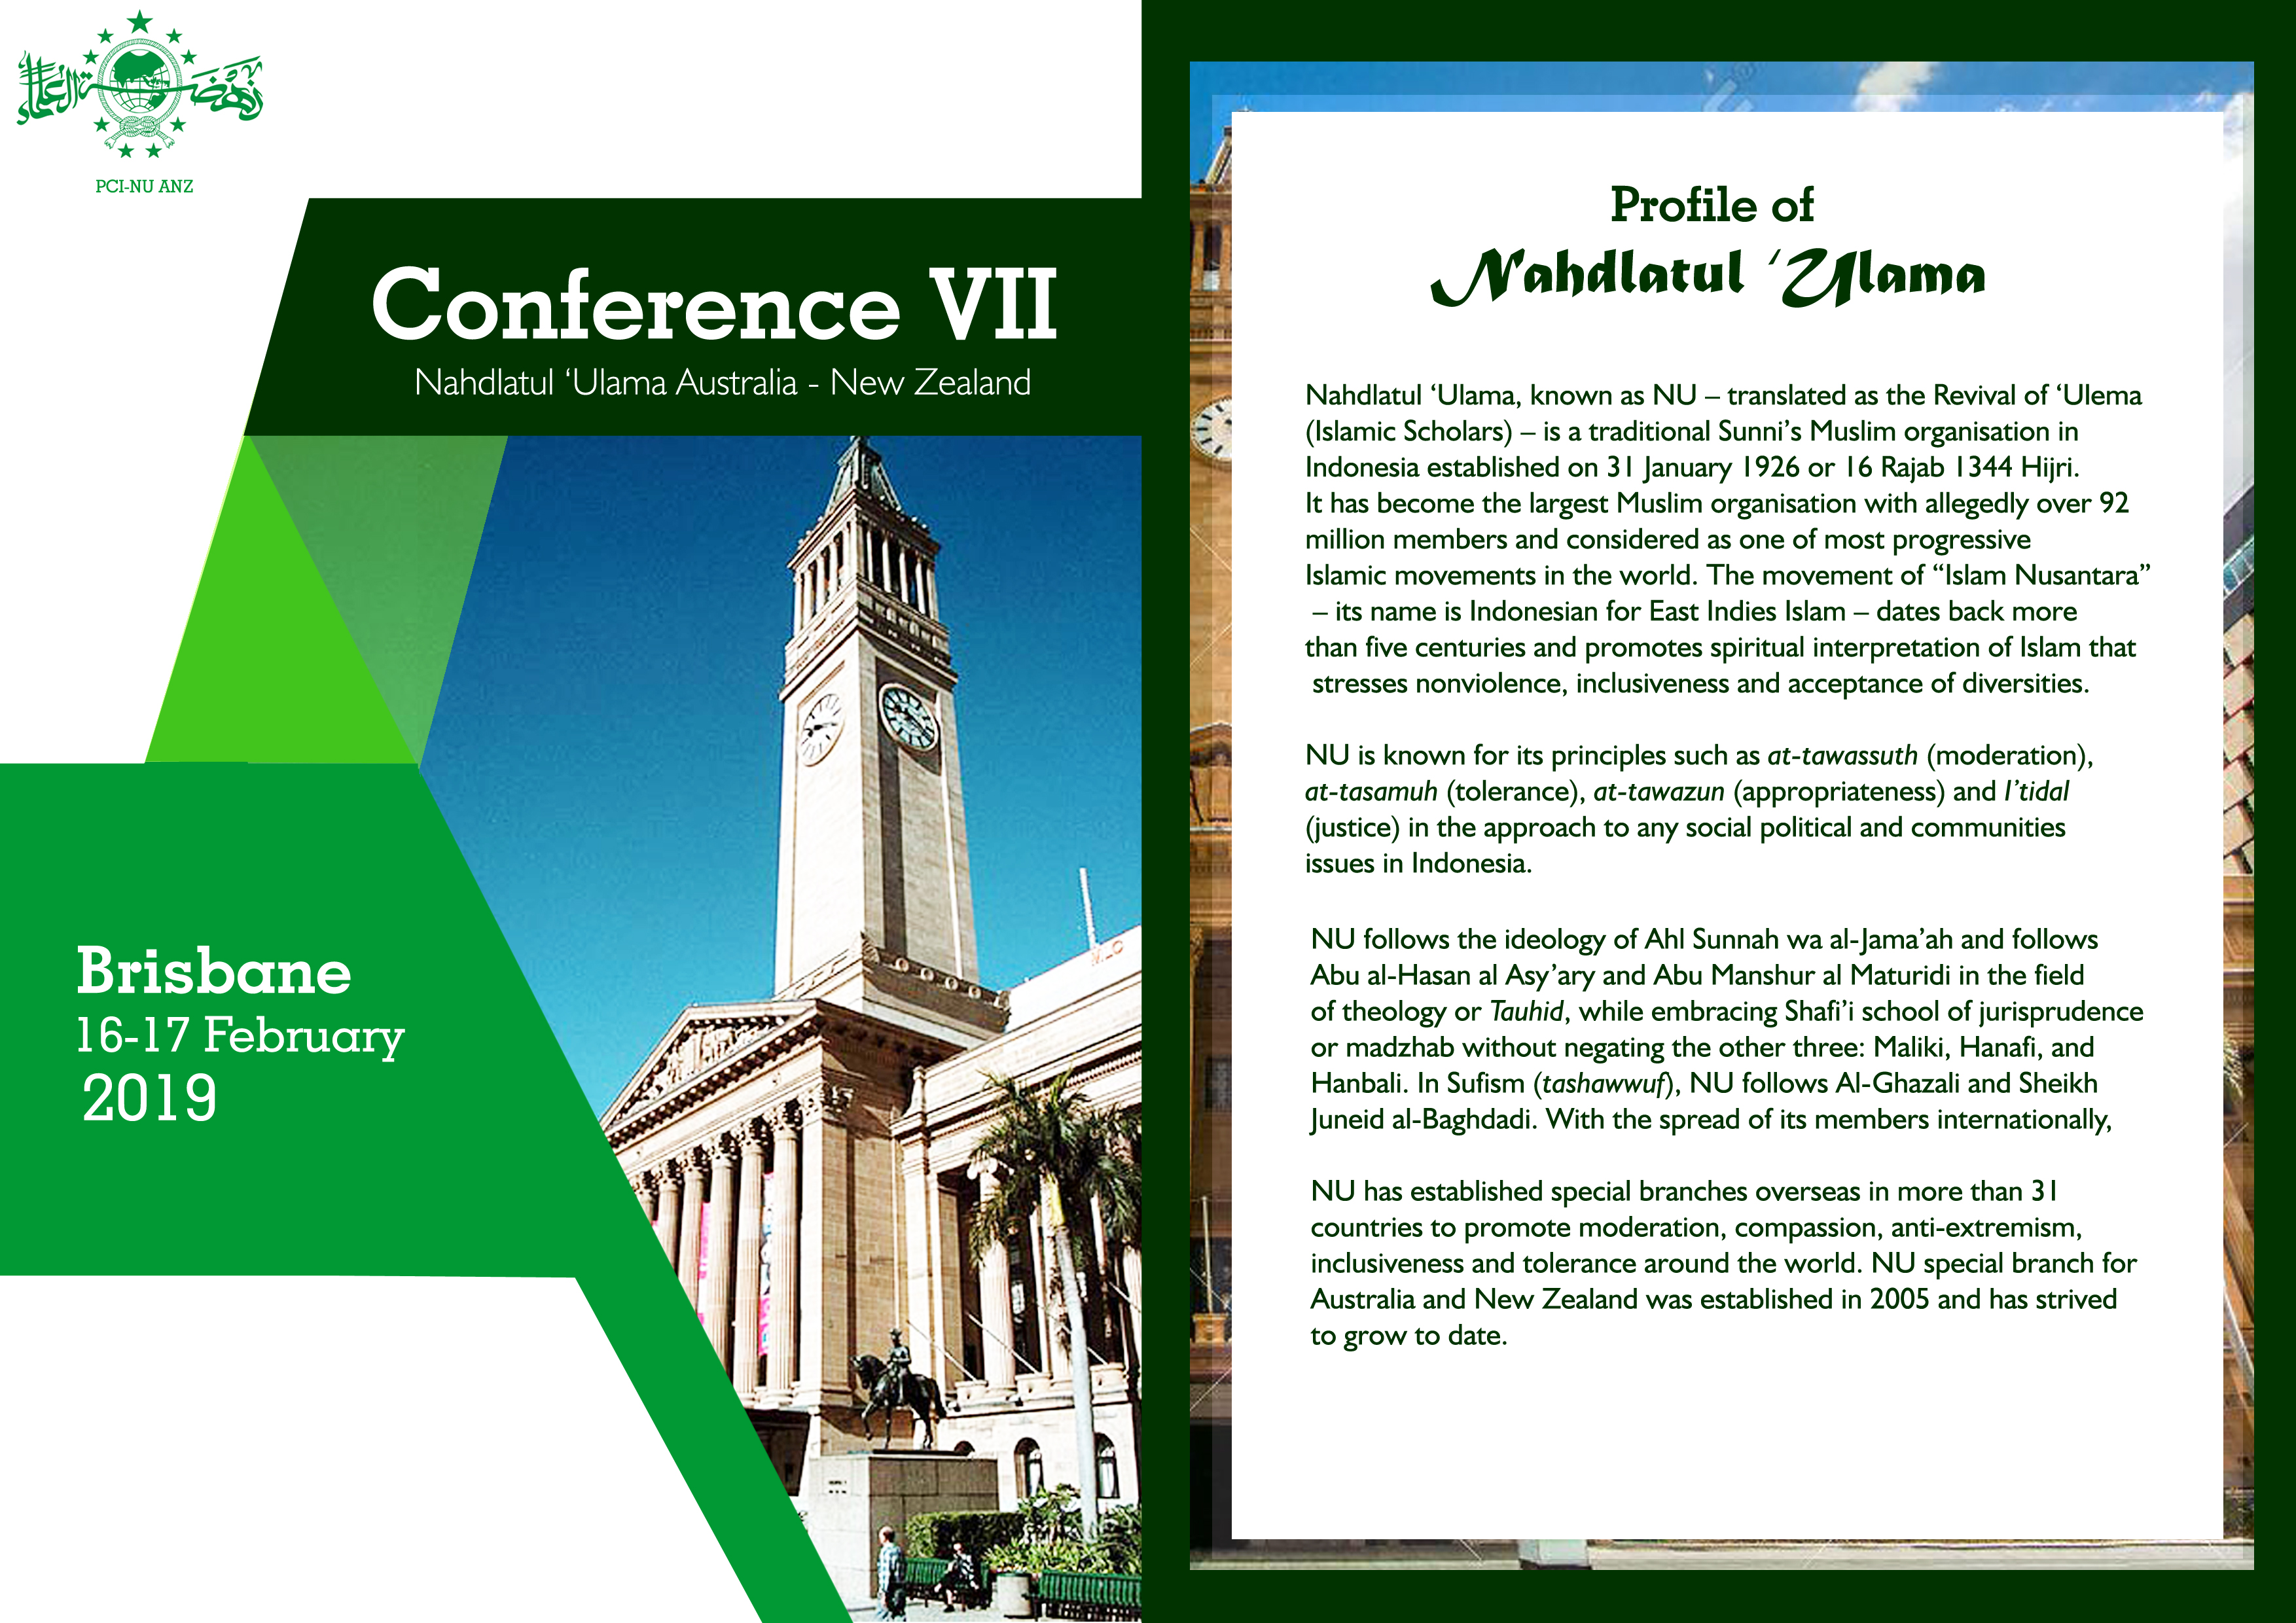 نهضة العلماء
PCI-NU ANZ
Conference VII
Nahdlatul ‘Ulama Australia - New Zealand
Brisbane
16-17 February
2019
MLC
Profile of
Nahdlatul ‘Ulama
Nahdlatul ‘Ulama, known as NU – translated as the Revival of ‘Ulema
(Islamic Scholars) – is a traditional Sunni’s Muslim organisation in
Indonesia established on 31 January 1926 or 16 Rajab 1344 Hijri.
It has become the largest Muslim organisation with allegedly over 92
million members and considered as one of most progressive
Islamic movements in the world. The movement of “Islam Nusantara”
– its name is Indonesian for East Indies Islam – dates back more
than five centuries and promotes spiritual interpretation of Islam that
stresses nonviolence, inclusiveness and acceptance of diversities.
NU is known for its principles such as at-tawassuth (moderation),
at-tasamuh (tolerance), at-tawazun (appropriateness) and I’tidal
(justice) in the approach to any social political and communities
issues in Indonesia.
NU follows the ideology of Ahl Sunnah wa al-Jama’ah and follows
Abu al-Hasan al Asy’ary and Abu Manshur al Maturidi in the field
of theology or Tauhid, while embracing Shafi’i school of jurisprudence
or madzhab without negating the other three: Maliki, Hanafi, and
Hanbali. In Sufism (tashawwuf), NU follows Al-Ghazali and Sheikh
Juneid al-Baghdadi. With the spread of its members internationally,
NU has established special branches overseas in more than 31
countries to promote moderation, compassion, anti-extremism,
inclusiveness and tolerance around the world. NU special branch for
Australia and New Zealand was established in 2005 and has strived
to grow to date.